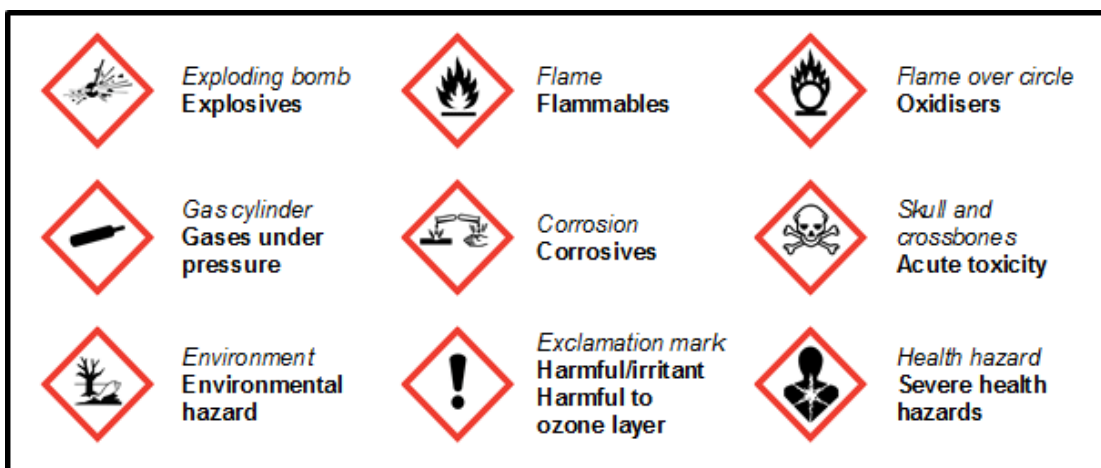 Exploding bomb
Explosives
Flame
Flammables
Flame over circle
Oxidisers
Gas cylinder
Gases under
pressure
Corrosion
Corrosives
Skull and
crossbones
Acute toxicity
Environment
Environmental
hazard
Exclamation mark
Harmful/irritant
Harmful to
ozone layer
Health hazard
Severe health
hazards